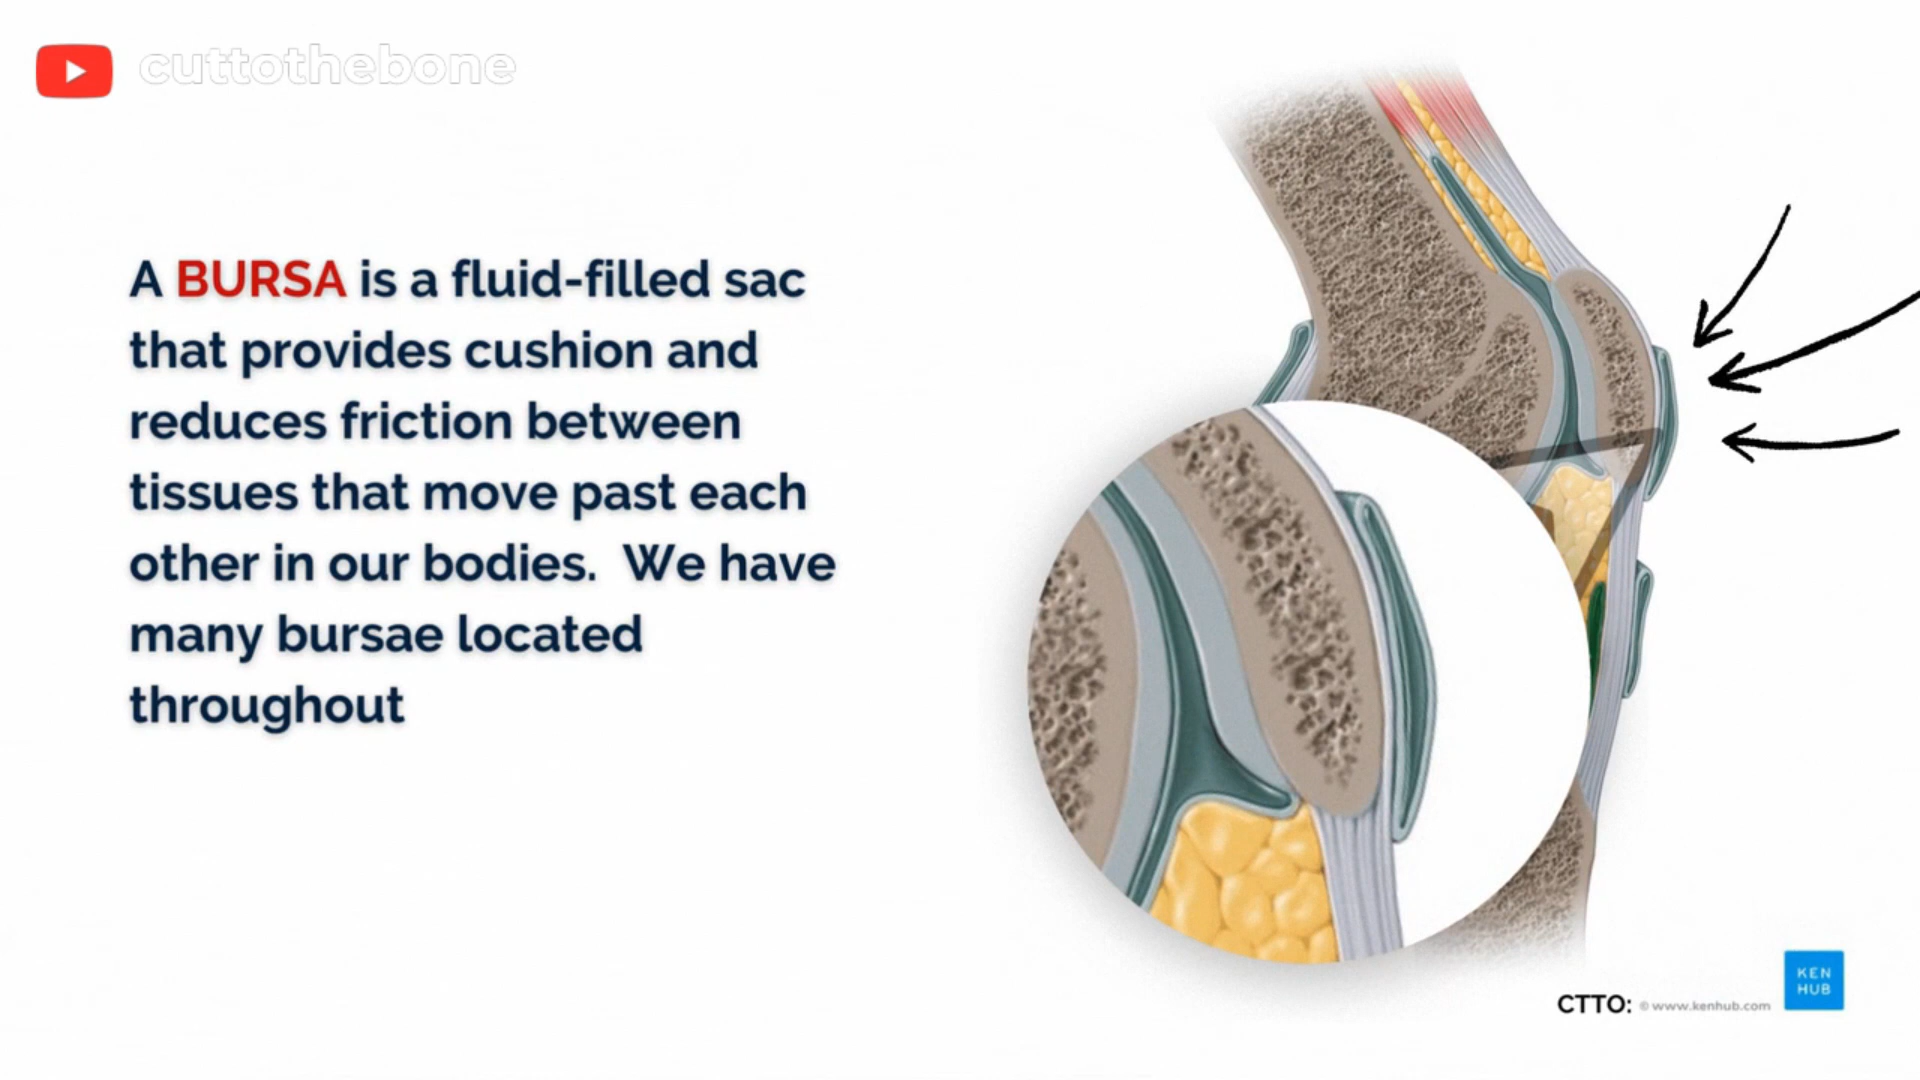 cuttothebone
A BURSA is a fluid-filled sac
that provides cushion and
reduces friction between
tissues that move past each
other in our bodies.  We have
many bursae located
throughout
KEN
HUB
CTTO: © www.kenhub.com